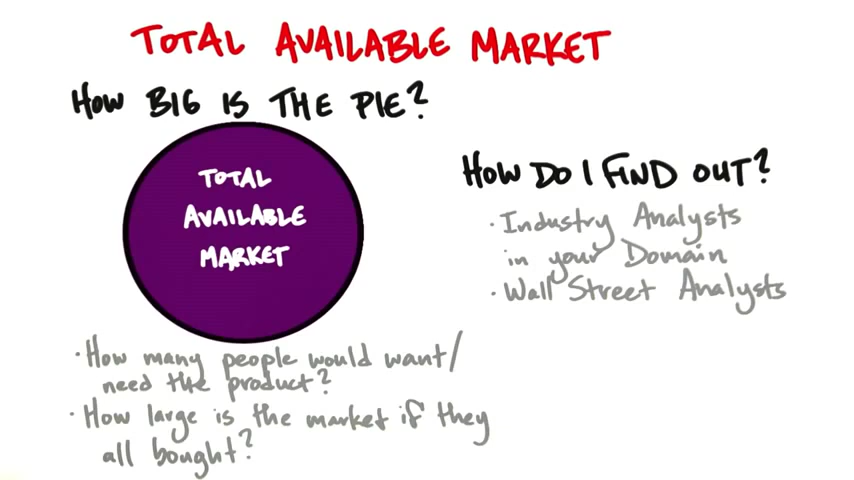 TOTAL AVAILABLE MARKET
HOW BIG IS THE PIE?
TOTAL
AVAILABLE
MARKET
· How many people would want/
need the product?
· How large is the market if they
all bought?
HOW DO I FIND OUT?
· Industry Analysts
in your Domain
· Wall Street Analysts